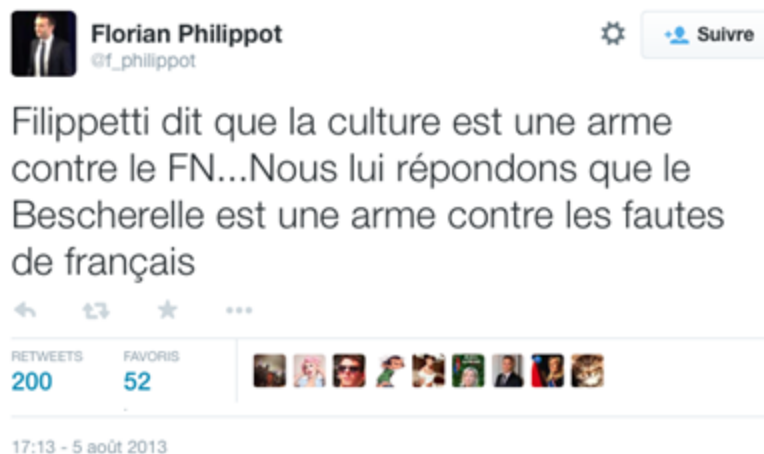 Florian Philippot
@f_philippot
Suivre
Filippetti dit que la culture est une arme
contre le FN...Nous lui répondons que le
Bescherelle est une arme contre les fautes
de français
RETWEETS FAVORIS
200 52
17:13 - 5 août 2013